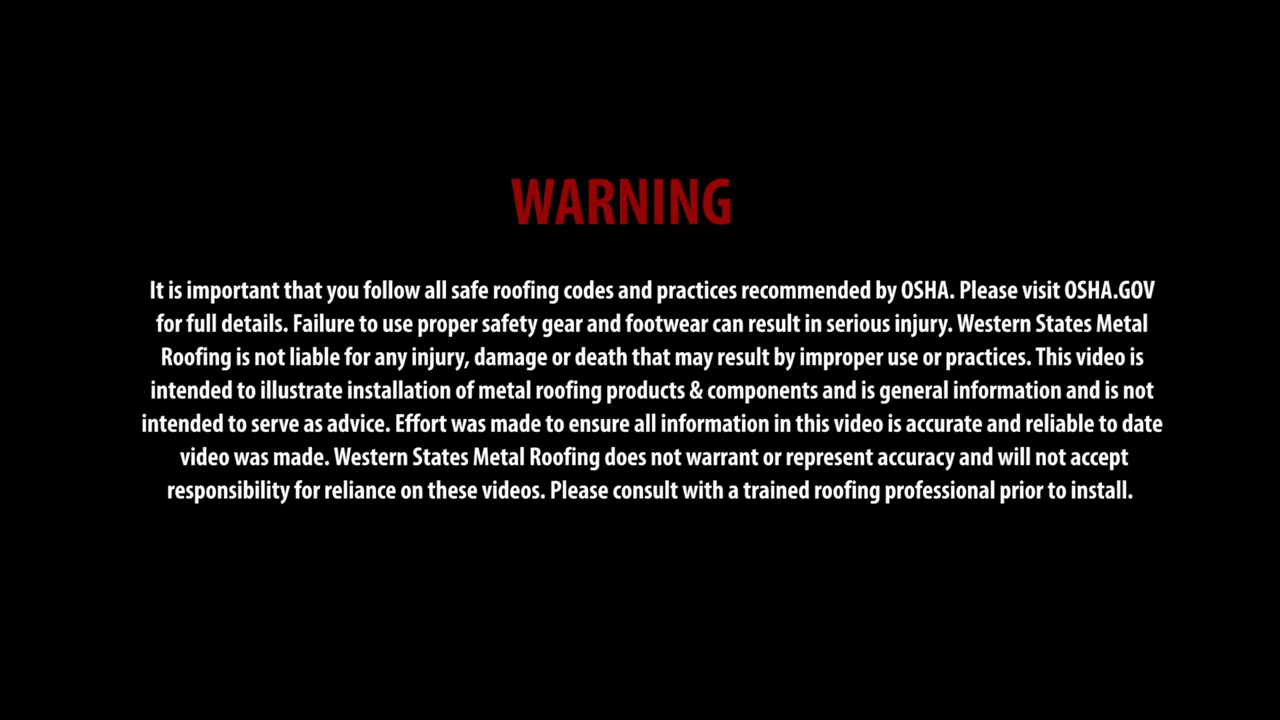 WARNING
It is important that you follow all safe roofing codes and practices recommended by OSHA. Please visit OSHA.GOV
for full details. Failure to use proper safety gear and footwear can result in serious injury. Western States Metal
Roofing is not liable for any injury, damage or death that may result by improper use or practices. This video is
intended to illustrate installation of metal roofing products & components and is general information and is not
intended to serve as advice. Effort was made to ensure all information in this video is accurate and reliable to date
video was made. Western States Metal Roofing does not warrant or represent accuracy and will not accept
responsibility for reliance on these videos. Please consult with a trained roofing professional prior to install.